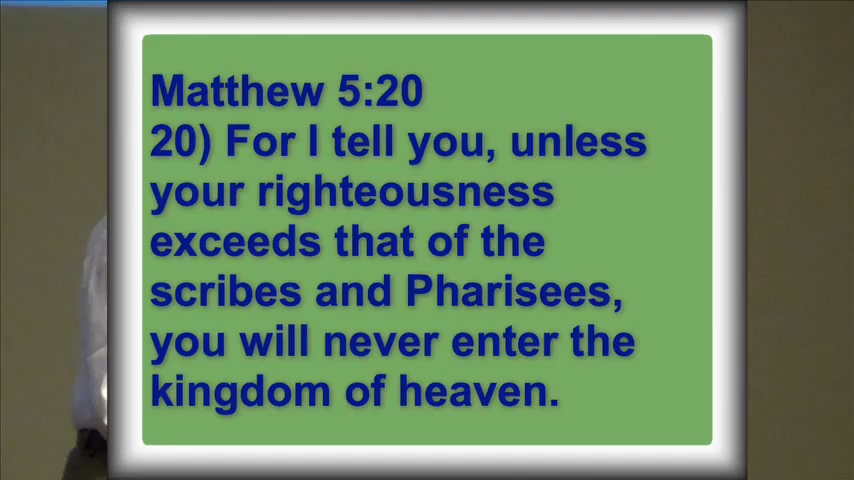 Matthew 5:20
20) For I tell you, unless
your righteousness
exceeds that of the
scribes and Pharisees,
you will never enter the
kingdom of heaven.